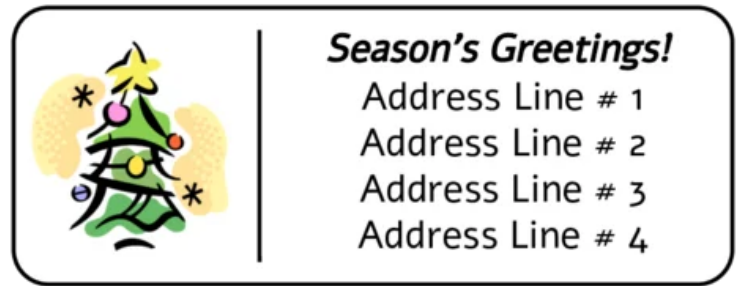 Season's Greetings!
Address Line # 1
Address Line # 2
Address Line # 3
Address Line # 4